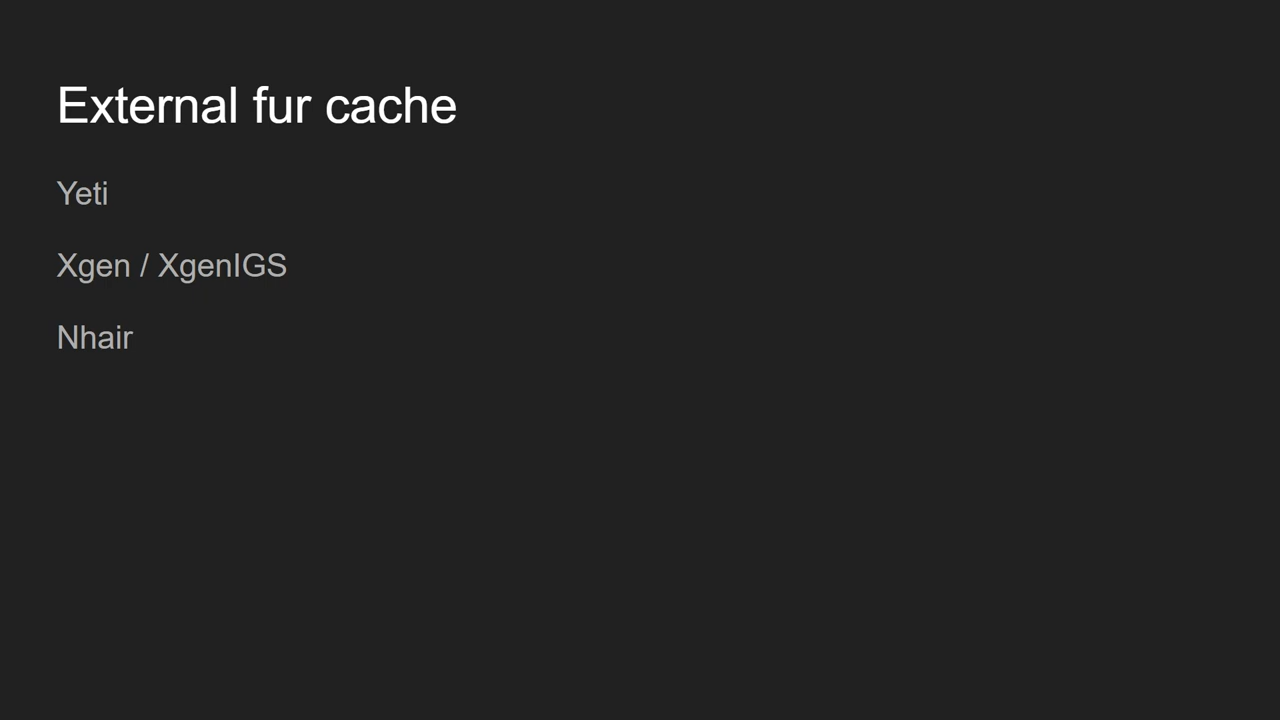 External fur cache
Yeti
Xgen / XgenIGS
Nhair